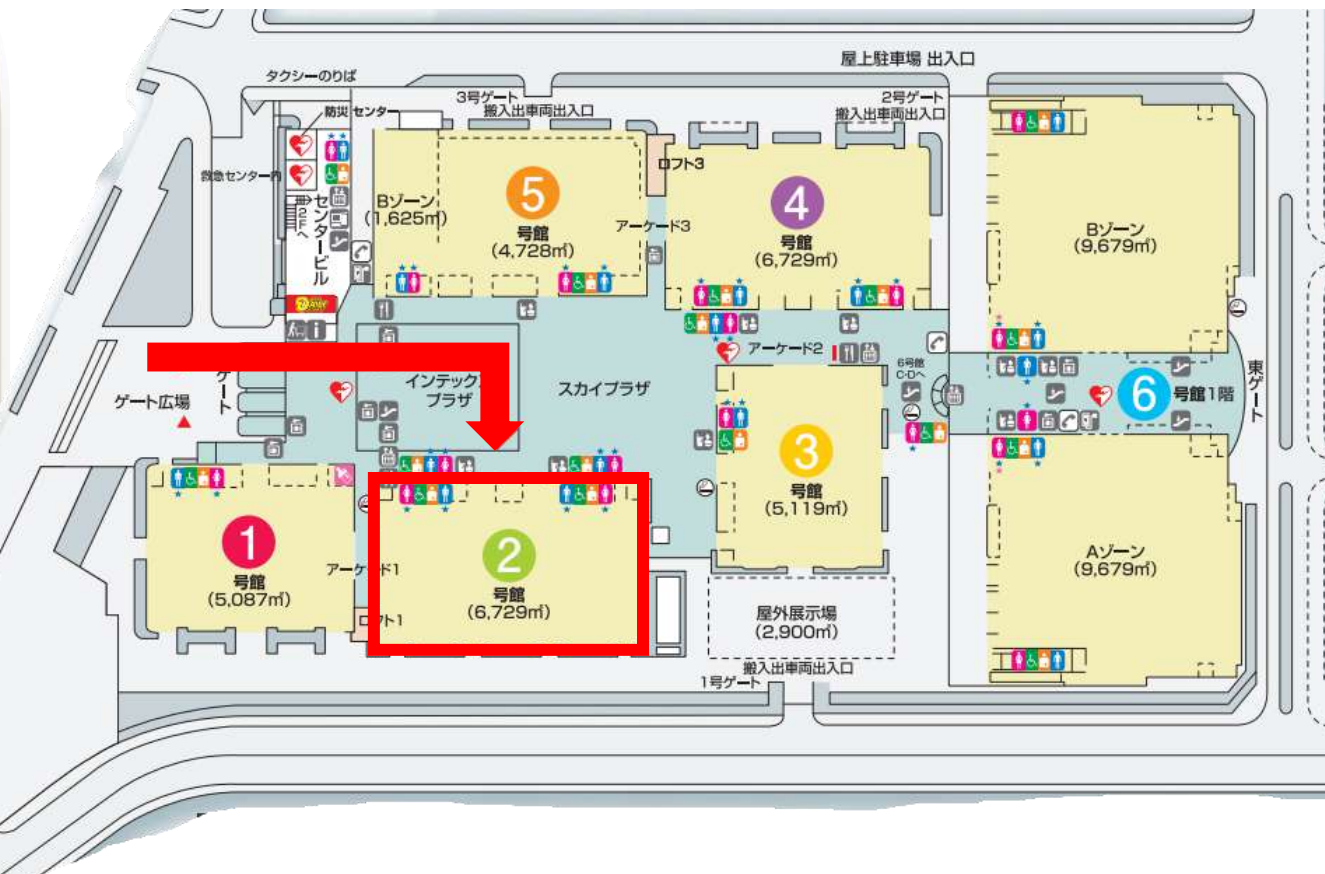 屋上駐車場 出入口
タクシーのりば
3号ゲート
搬入出車両出入口
2号ゲート
搬入出車両出入口
防災センター
救急センター内
2Fへ
センタービル
Bゾーン
(1,625㎡)
5
号館
(4,728㎡)
アーケード3
ロフト3
4
号館
(6,729㎡)
Bゾーン
(9,679㎡)
アーケード2
6号館
C・Dへ
6
号館1階
東ゲート
インテックス
プラザ
スカイプラザ
ゲート広場
ゲート
3
号館
(5,119㎡)
1
号館
(5,087㎡)
アーケード1
ロフト1
2
号館
(6,729㎡)
Aゾーン
(9,679㎡)
屋外展示場
(2,900㎡)
搬入出車両出入口
1号ゲート